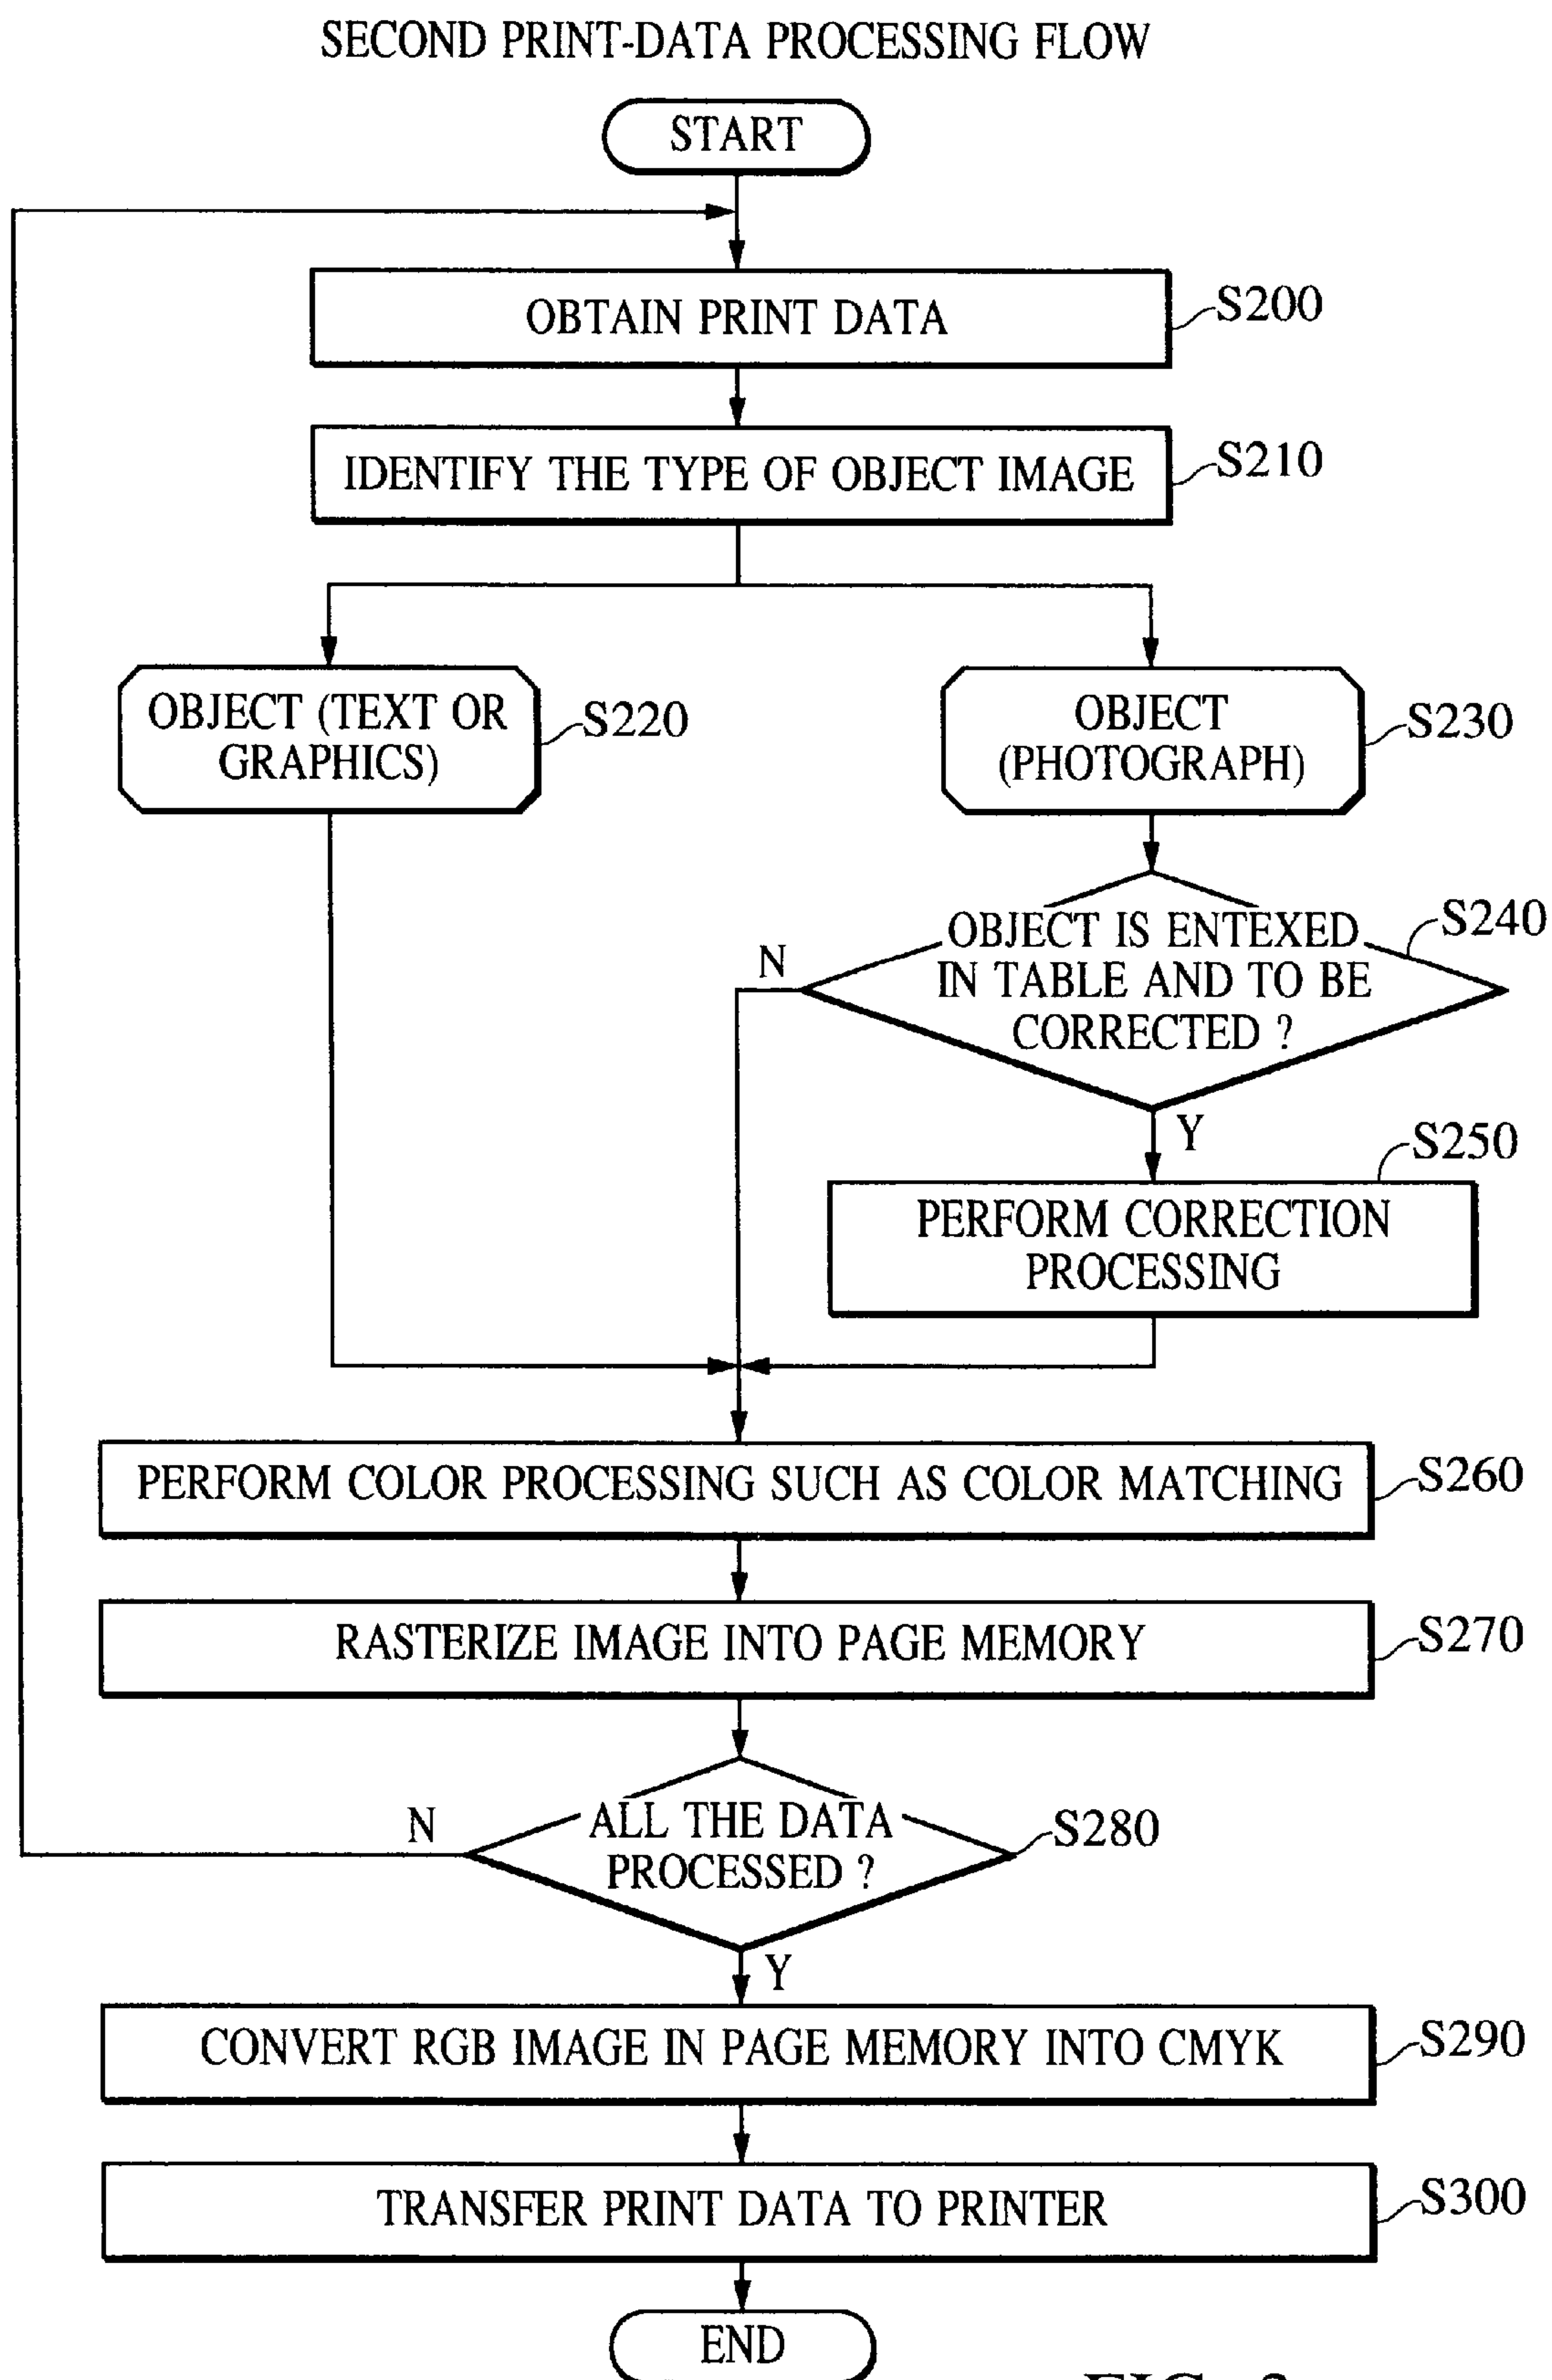 SECOND PRINT-DATA PROCESSING FLOW
START
OBTAIN PRINT DATA
S200
IDENTIFY THE TYPE OF OBJECT IMAGE
S210
OBJECT (TEXT OR
GRAPHICS)
S220
OBJECT
(PHOTOGRAPH)
S230
OBJECT IS ENTEXED
IN TABLE AND TO BE
CORRECTED ?
S240
N
Y
S250
PERFORM CORRECTION
PROCESSING
PERFORM COLOR PROCESSING SUCH AS COLOR MATCHING
S260
RASTERIZE IMAGE INTO PAGE MEMORY
S270
ALL THE DATA
PROCESSED ?
S280
N
Y
CONVERT RGB IMAGE IN PAGE MEMORY INTO CMYK
S290
TRANSFER PRINT DATA TO PRINTER
S300
END